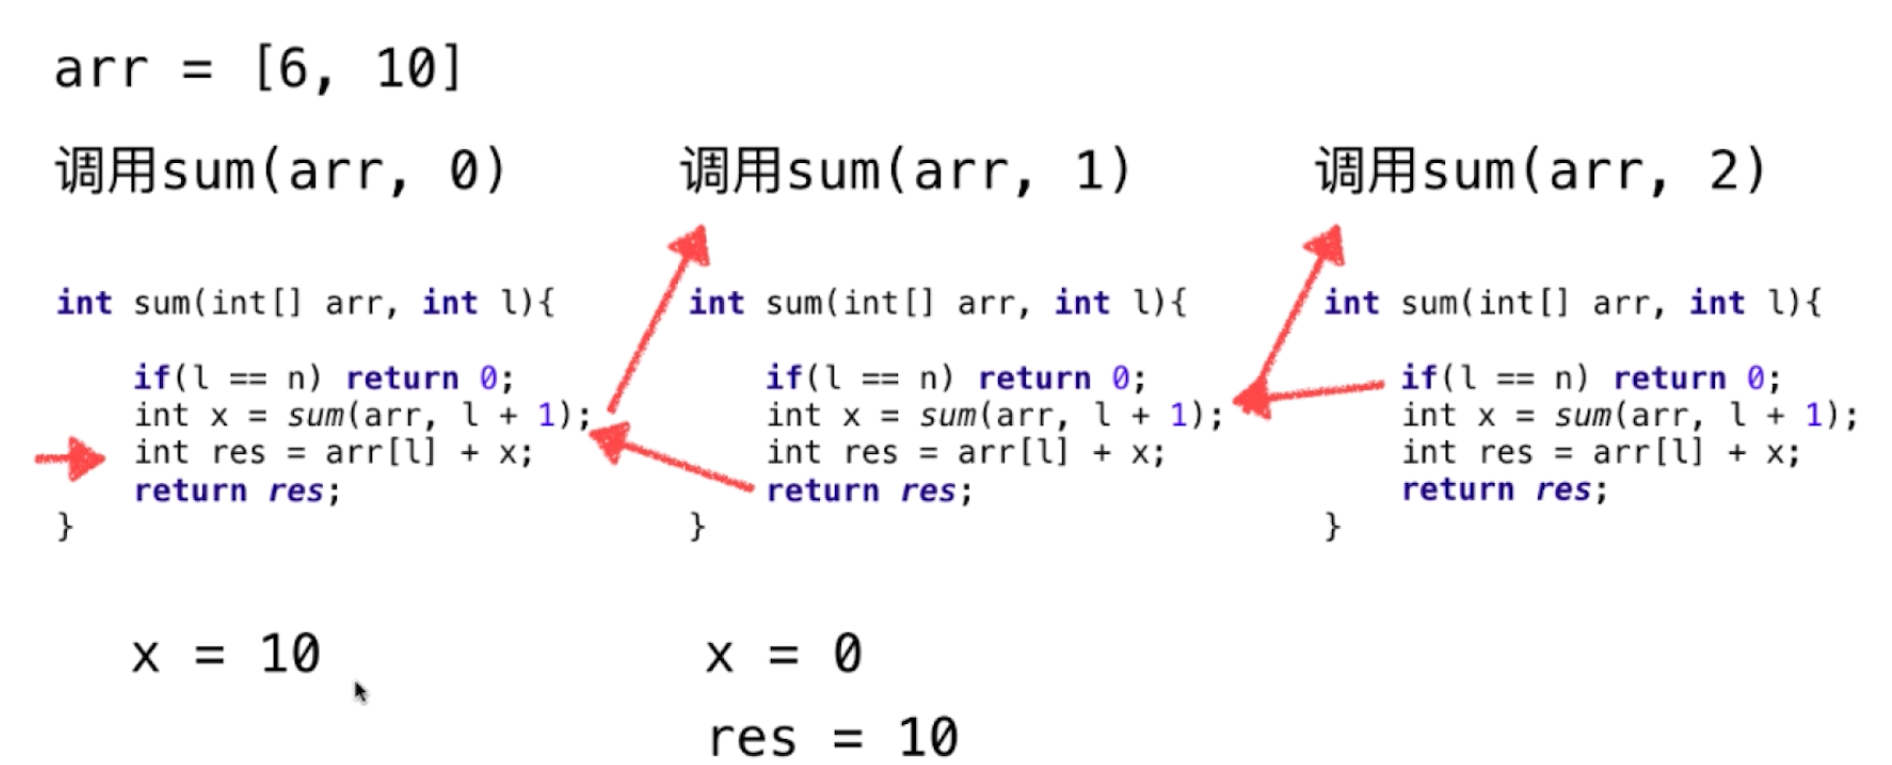 arr = [6, 10]
调用sum(arr, 0)
int sum(int[] arr, int l){
if(l == n) return 0;
int x = sum(arr, l + 1);
int res = arr[l] + x;
return res;
}
x = 10
调用sum(arr, 1)
int sum(int[] arr, int l){
if(l == n) return 0;
int x = sum(arr, l + 1);
int res = arr[l] + x;
return res;
}
x = 0
res = 10
调用sum(arr, 2)
int sum(int[] arr, int l){
if(l == n) return 0;
int x = sum(arr, l + 1);
int res = arr[l] + x;
return res;
}